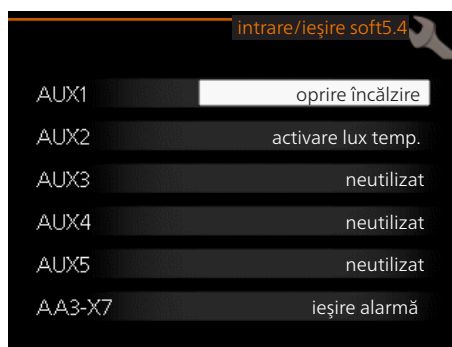 intrare/ieşire soft5.4
AUX1 oprire încălzire
AUX2 activare lux temp.
AUX3 neutilizat
AUX4 neutilizat
AUX5 neutilizat
AA3-X7 ieşire alarmă